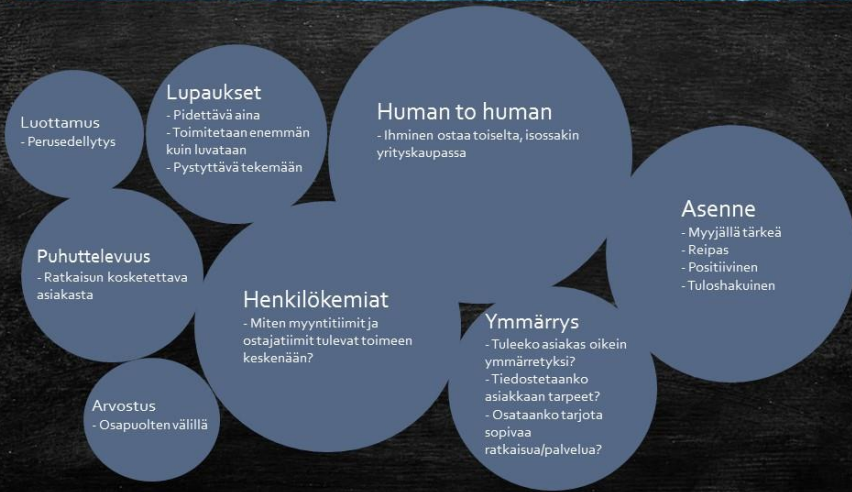 Luottamus
- Perusedellytys
Lupaukset
- Pidettävä aina
- Toimitetaan enemmän
kuin luvataan
- Pystyttävä tekemään
Human to human
- Ihminen ostaa toiselta, isossakin
yrityskaupassa
Asenne
- Myyjällä tärkeä
- Reipas
- Positiivinen
- Tuloshakuinen
Puhuttelevuus
- Ratkaisun kosketettava
asiakasta
Henkilökemiat
- Miten myyntitiimit ja
ostajatiimit tulevat toimeen
keskenään?
Ymmärrys
- Tuleeko asiakas oikein
ymmärretyksi?
- Tiedostetaanko
asiakkaan tarpeet?
- Osataanko tarjota
sopivaa
ratkaisua/palvelua?
Arvostus
- Osapuolten välillä